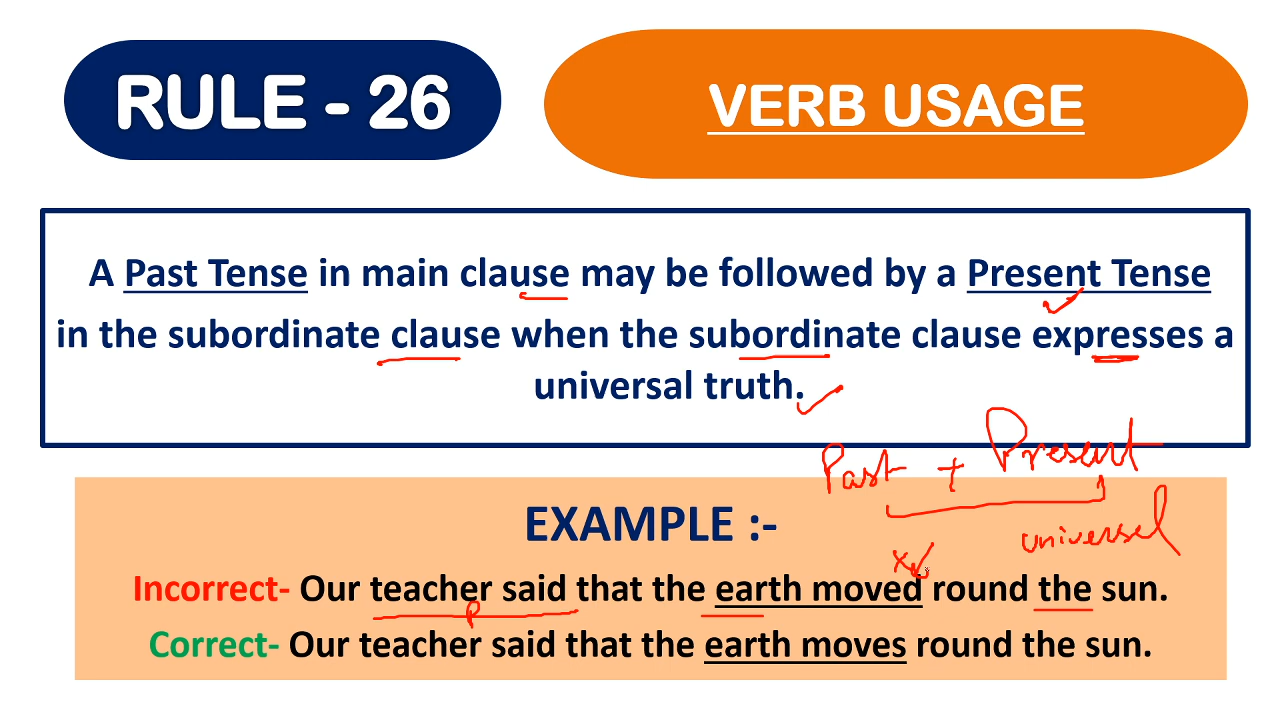 RULE - 26
VERB USAGE
A Past Tense in main clause may be followed by a Present Tense
in the subordinate clause when the subordinate clause expresses a
universal truth.
Past + Present
universel
EXAMPLE :-
Incorrect- Our teacher said that the earth moved round the sun.
P
Correct- Our teacher said that the earth moves round the sun.